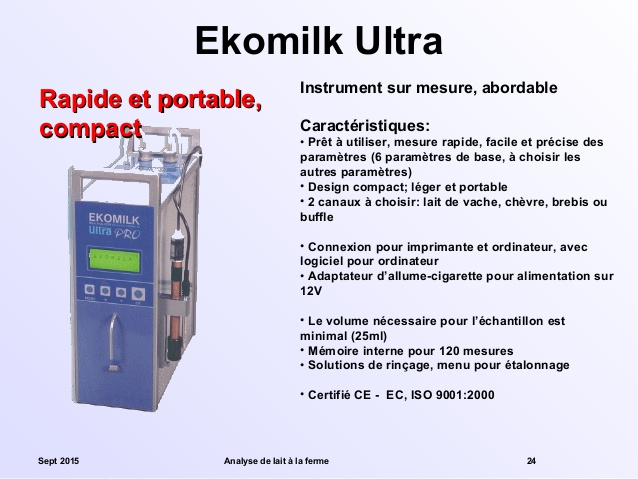 Ekomilk Ultra
Rapide et portable,
compact
Instrument sur mesure, abordable
Caractéristiques:
• Prêt à utiliser, mesure rapide, facile et précise des
paramètres (6 paramètres de base, à choisir les
autres paramètres)
• Design compact; léger et portable
• 2 canaux à choisir: lait de vache, chèvre, brebis ou
buffle
• Connexion pour imprimante et ordinateur, avec
logiciel pour ordinateur
• Adaptateur d’allume-cigarette pour alimentation sur
12V
• Le volume nécessaire pour l’échantillon est
minimal (25ml)
• Mémoire interne pour 120 mesures
• Solutions de rinçage, menu pour étalonnage
• Certifié CE - EC, ISO 9001:2000
EKOMILK
Ultra PRO
Sept 2015
Analyse de lait à la ferme
24